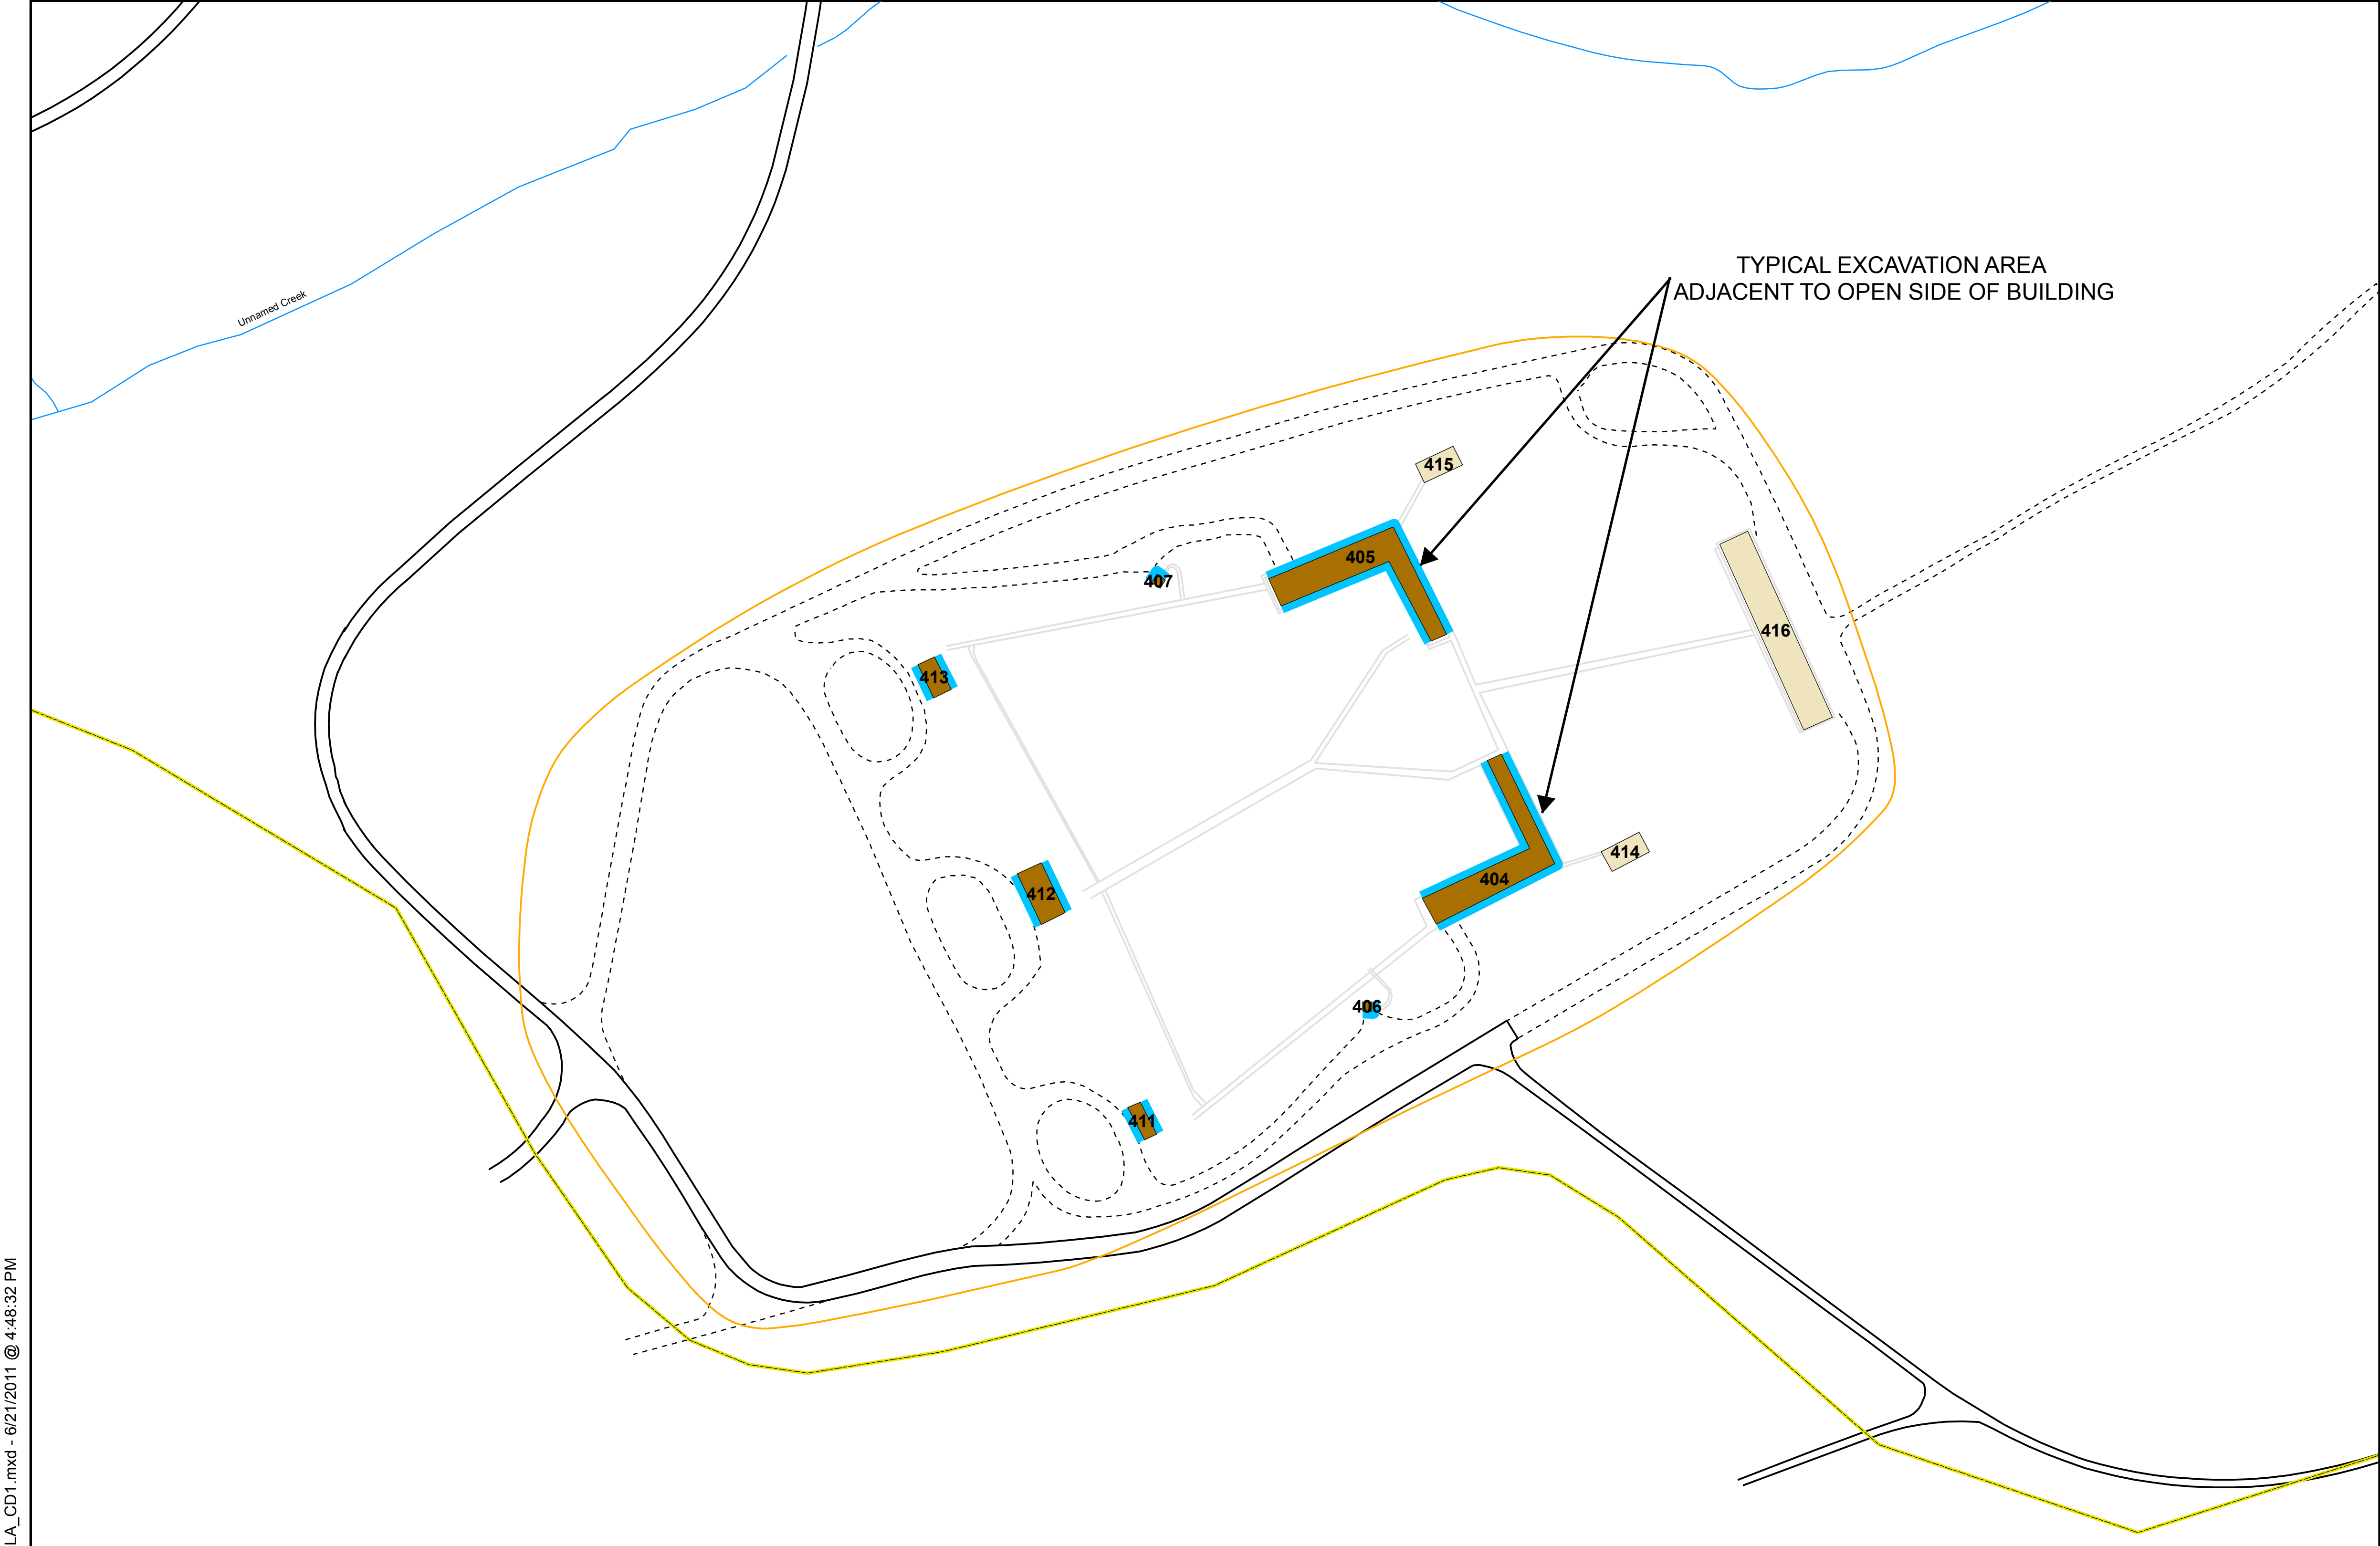 TYPICAL EXCAVATION AREA
ADJACENT TO OPEN SIDE OF BUILDING
Unnamed Creek
415
405
407
416
413
414
404
412
406
411
LA_CD1.mxd - 6/21/2011 @ 4:48:32 PM